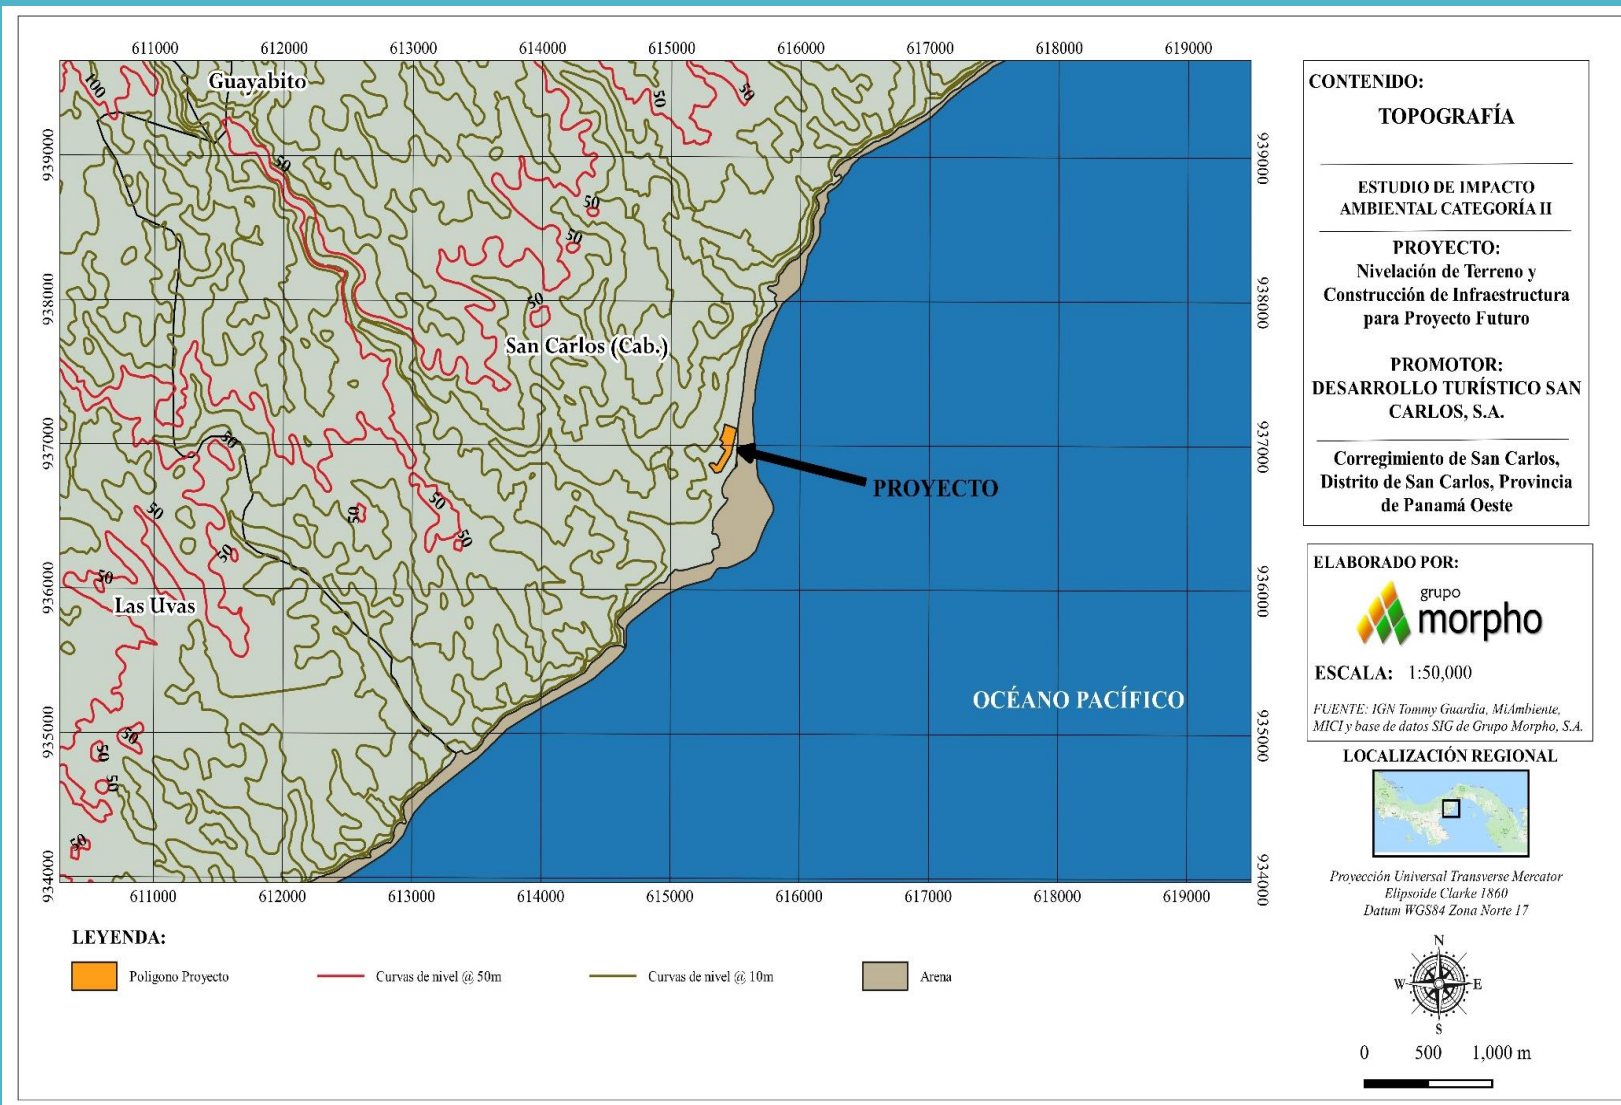 611000 612000 613000 614000 615000 616000 617000 618000 619000
939000
938000
937000
936000
935000
934000
Guayabito
100
50
50
50
50
50
50
San Carlos (Cab.)
50
50
50
50
50
50
50
Las Uvas
50
50
50
50
PROYECTO
OCÉANO PACÍFICO
939000
938000
937000
936000
935000
934000
611000 612000 613000 614000 615000 616000 617000 618000 619000
LEYENDA:
Poligono Proyecto
Curvas de nivel @ 50m
Curvas de nivel @ 10m
Arena
CONTENIDO:
TOPOGRAFÍA
ESTUDIO DE IMPACTO
AMBIENTAL CATEGORÍA II
PROYECTO:
Nivelación de Terreno y
Construcción de Infraestructura
para Proyecto Futuro
PROMOTOR:
DESARROLLO TURÍSTICO SAN
CARLOS, S.A.
Corregimiento de San Carlos,
Distrito de San Carlos, Provincia
de Panamá Oeste
ELABORADO POR:
grupo
morpho
ESCALA: 1:50,000
FUENTE: IGN Tommy Guardia, MiAmbiente,
MICI y base de datos SIG de Grupo Morpho, S.A.
LOCALIZACIÓN REGIONAL
Proyección Universal Transverse Mercator
Elipsoide Clarke 1860
Datum WGS84 Zona Norte 17
N
W E
S
0 500 1,000 m